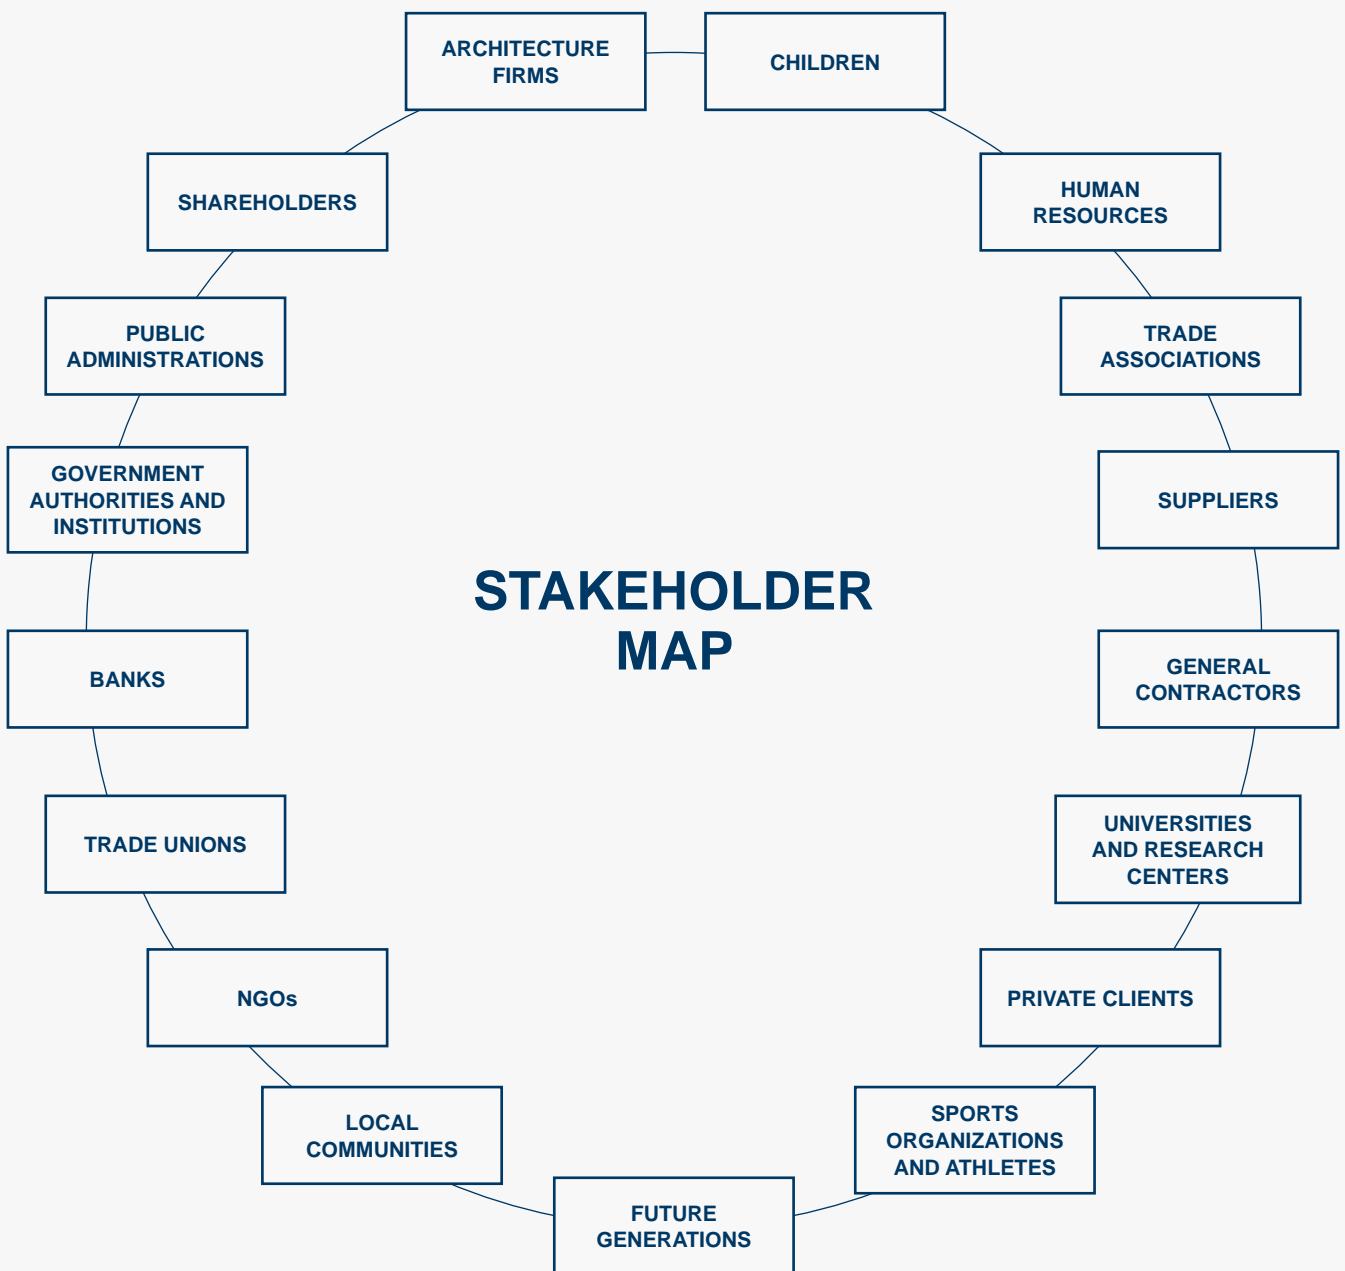 ARCHITECTURE
FIRMS
CHILDREN
SHAREHOLDERS
HUMAN
RESOURCES
PUBLIC
ADMINISTRATIONS
TRADE
ASSOCIATIONS
GOVERNMENT
AUTHORITIES AND
INSTITUTIONS
SUPPLIERS
STAKEHOLDER
MAP
BANKS
GENERAL
CONTRACTORS
TRADE UNIONS
UNIVERSITIES
AND RESEARCH
CENTERS
NGOs
PRIVATE CLIENTS
LOCAL
COMMUNITIES
SPORTS
ORGANIZATIONS
AND ATHLETES
FUTURE
GENERATIONS